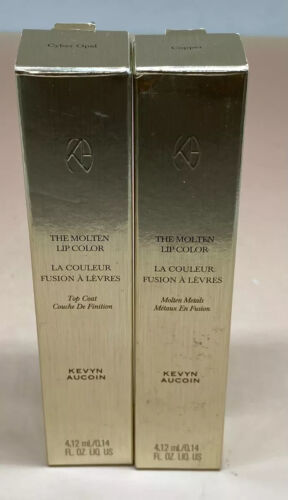 Cyber Opal
THE MOLTEN
LIP COLOR
LA COULEUR
FUSION À LÈVRES
Top Coat
Couche De Finition
KEVYN
AUCOIN
4.12 mL/0.14
FL. OZ. LIQ. US
Copper
THE MOLTEN
LIP COLOR
LA COULEUR
FUSION À LÈVRES
Molten Metals
Métaux En Fusion
KEVYN
AUCOIN
4.12 mL/0.14
FL. OZ. LIQ. US